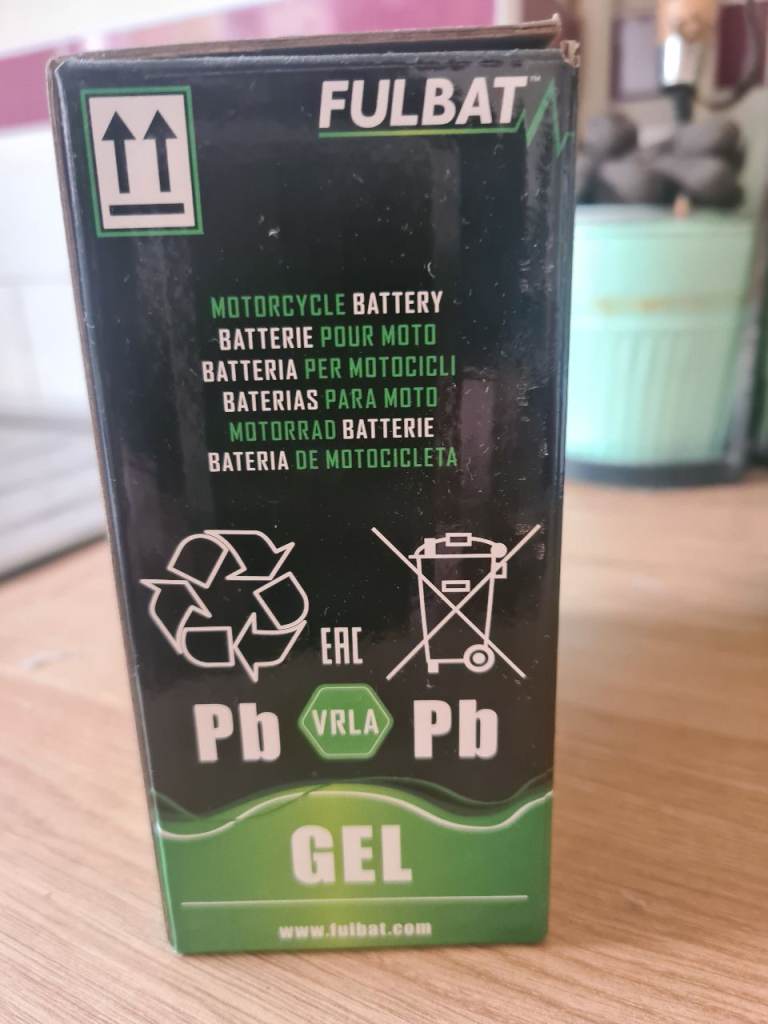 FULBAT™
MOTORCYCLE BATTERY
BATTERIE POUR MOTO
BATTERIA PER MOTOCICLI
BATERIAS PARA MOTO
MOTORRAD BATTERIE
BATERIA DE MOTOCICLETA
EAC
Pb VRLA Pb
GEL
www.fulbat.com